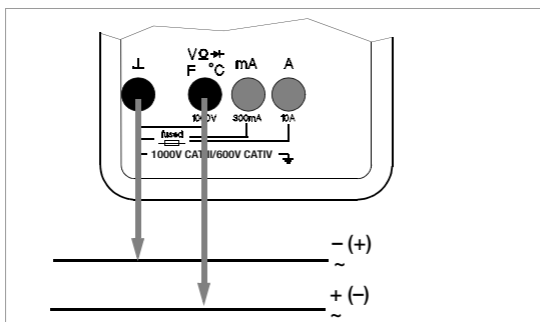 ⊥ VΩ mA A
F °C
1000V 300mA 10A
fused
1000V CATIII/600V CATIV
– (+)
~
+ (–)
~